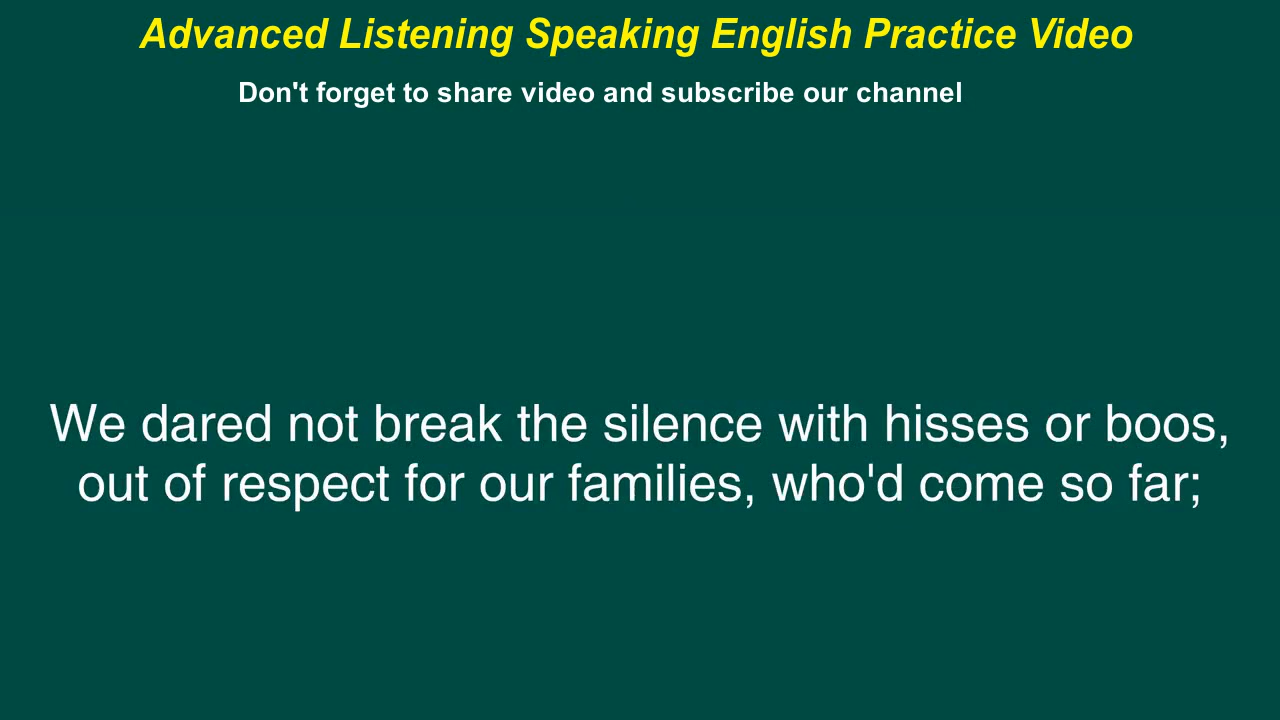 Advanced Listening Speaking English Practice Video
Don't forget to share video and subscribe our channel
We dared not break the silence with hisses or boos,
out of respect for our families, who'd come so far;